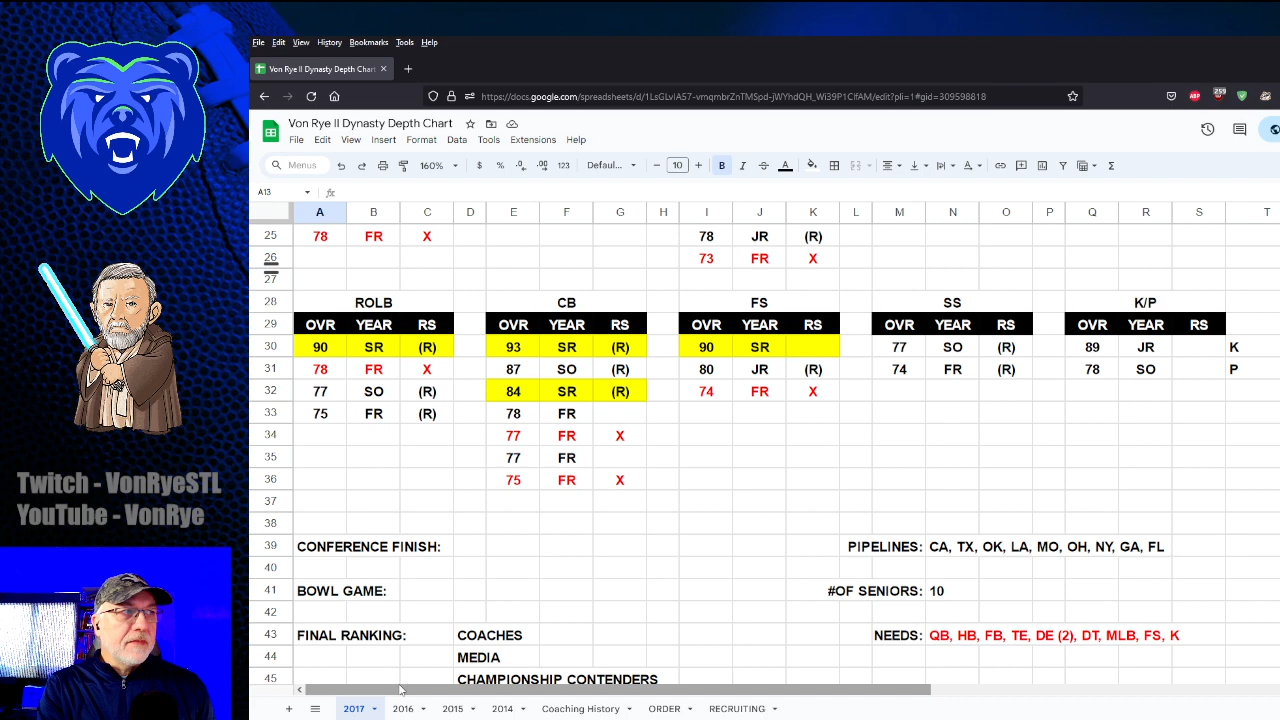 File Edit View History Bookmarks Tools Help
Von Rye II Dynasty Depth Chart
259
Von Rye II Dynasty Depth Chart
File Edit View Insert Format Data Tools Extensions Help
Menus 160% $ % .0 .00 123 Defaul... 10 B
A13 fx
A B C D E F G H I J K L M N O P Q R S T
25 78 FR X 78 JR (R)
26 73 FR X
27
28 ROLB CB FS SS K/P
29 OVR YEAR RS OVR YEAR RS OVR YEAR RS OVR YEAR RS OVR YEAR RS
30 90 SR (R) 93 SR (R) 90 SR 77 SO (R) 89 JR K
31 78 FR X 87 SO (R) 80 JR (R) 74 FR (R) 78 SO P
32 77 SO (R) 84 SR (R) 74 FR X
33 75 FR (R) 78 FR
34 77 FR X
35 77 FR
36 75 FR X
37
38
39 CONFERENCE FINISH: PIPELINES: CA, TX, OK, LA, MO, OH, NY, GA, FL
40
41 BOWL GAME: #OF SENIORS: 10
42
43 FINAL RANKING: COACHES NEEDS: QB, HB, FB, TE, DE (2), DT, MLB, FS, K
44 MEDIA
45 CHAMPIONSHIP CONTENDERS
2017 2016 2015 2014 Coaching History ORDER RECRUITING
Twitch - VonRyeSTL
YouTube - VonRye